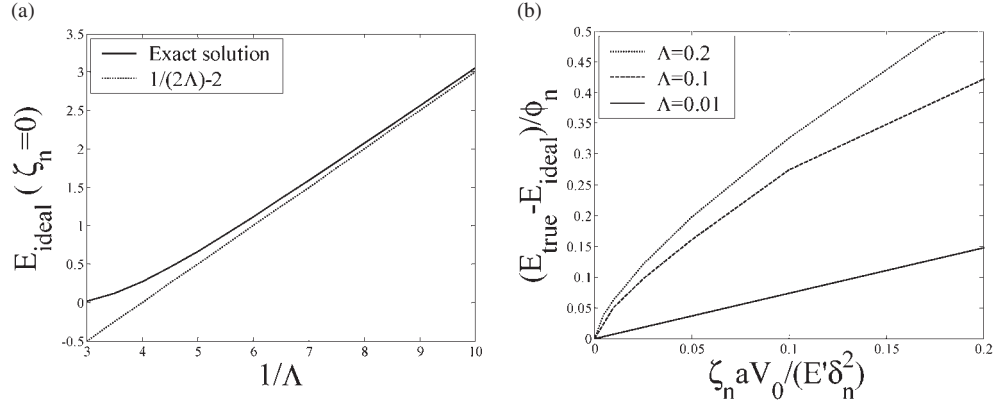 (a)
3.5
3
2.5
2
1.5
1
0.5
0
-0.5
E_ideal (ζ_n=0)
Exact solution
1/(2Λ)-2
3 4 5 6 7 8 9 10
1/Λ
(b)
0.5
0.45
0.4
0.35
0.3
0.25
0.2
0.15
0.1
0.05
0
(E_true-E_ideal)/ϕ_n
Λ=0.2
Λ=0.1
Λ=0.01
0 0.05 0.1 0.15 0.2
ζ_n aV_0/(E'δ_n^2)